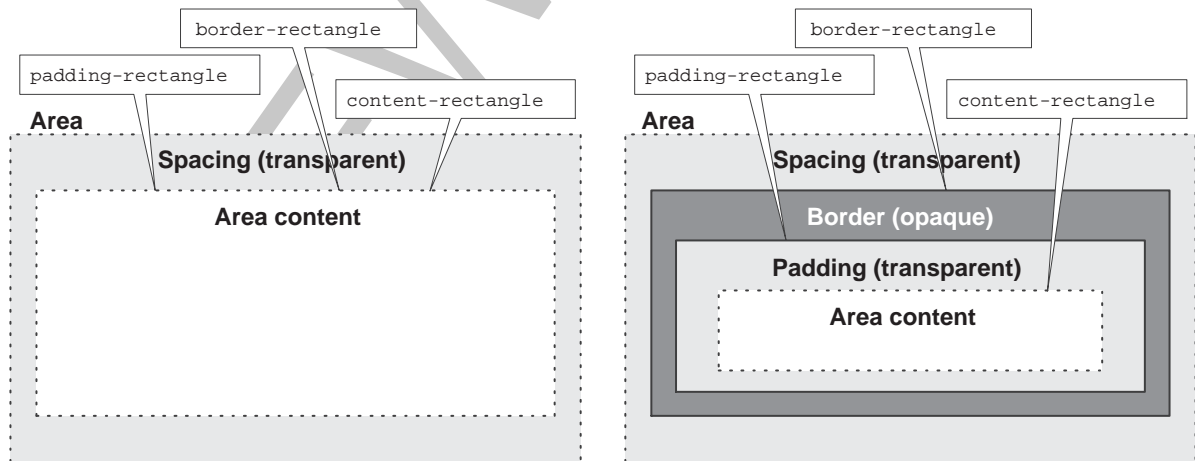 border-rectangle
padding-rectangle
content-rectangle
Area
Spacing (transparent)
Area content
border-rectangle
padding-rectangle
content-rectangle
Area
Spacing (transparent)
Border (opaque)
Padding (transparent)
Area content